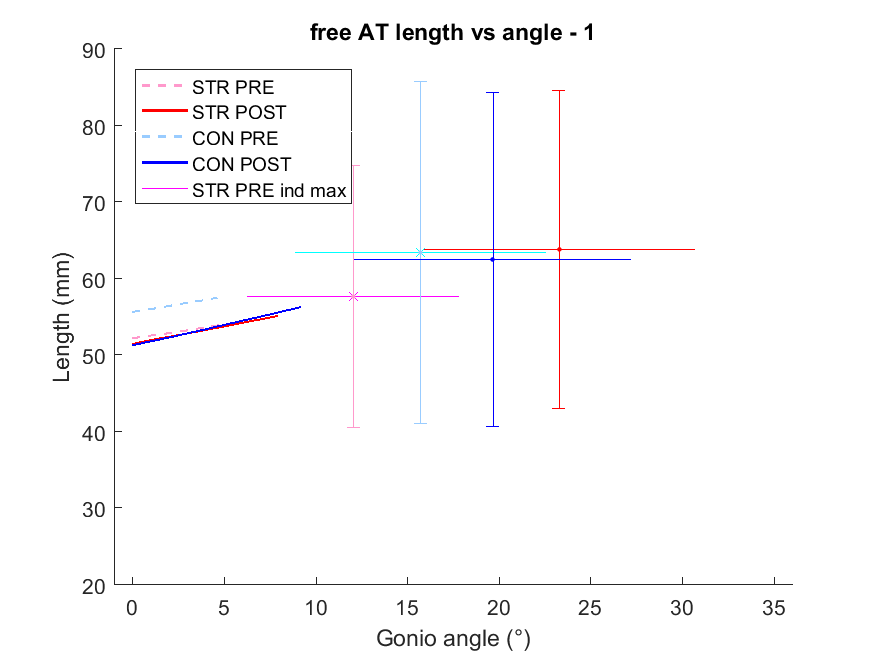 free AT length vs angle - 1
90
80
70
60
50
40
30
20
Length (mm)
STR PRE
STR POST
CON PRE
CON POST
STR PRE ind max
0 5 10 15 20 25 30 35
Gonio angle (°)